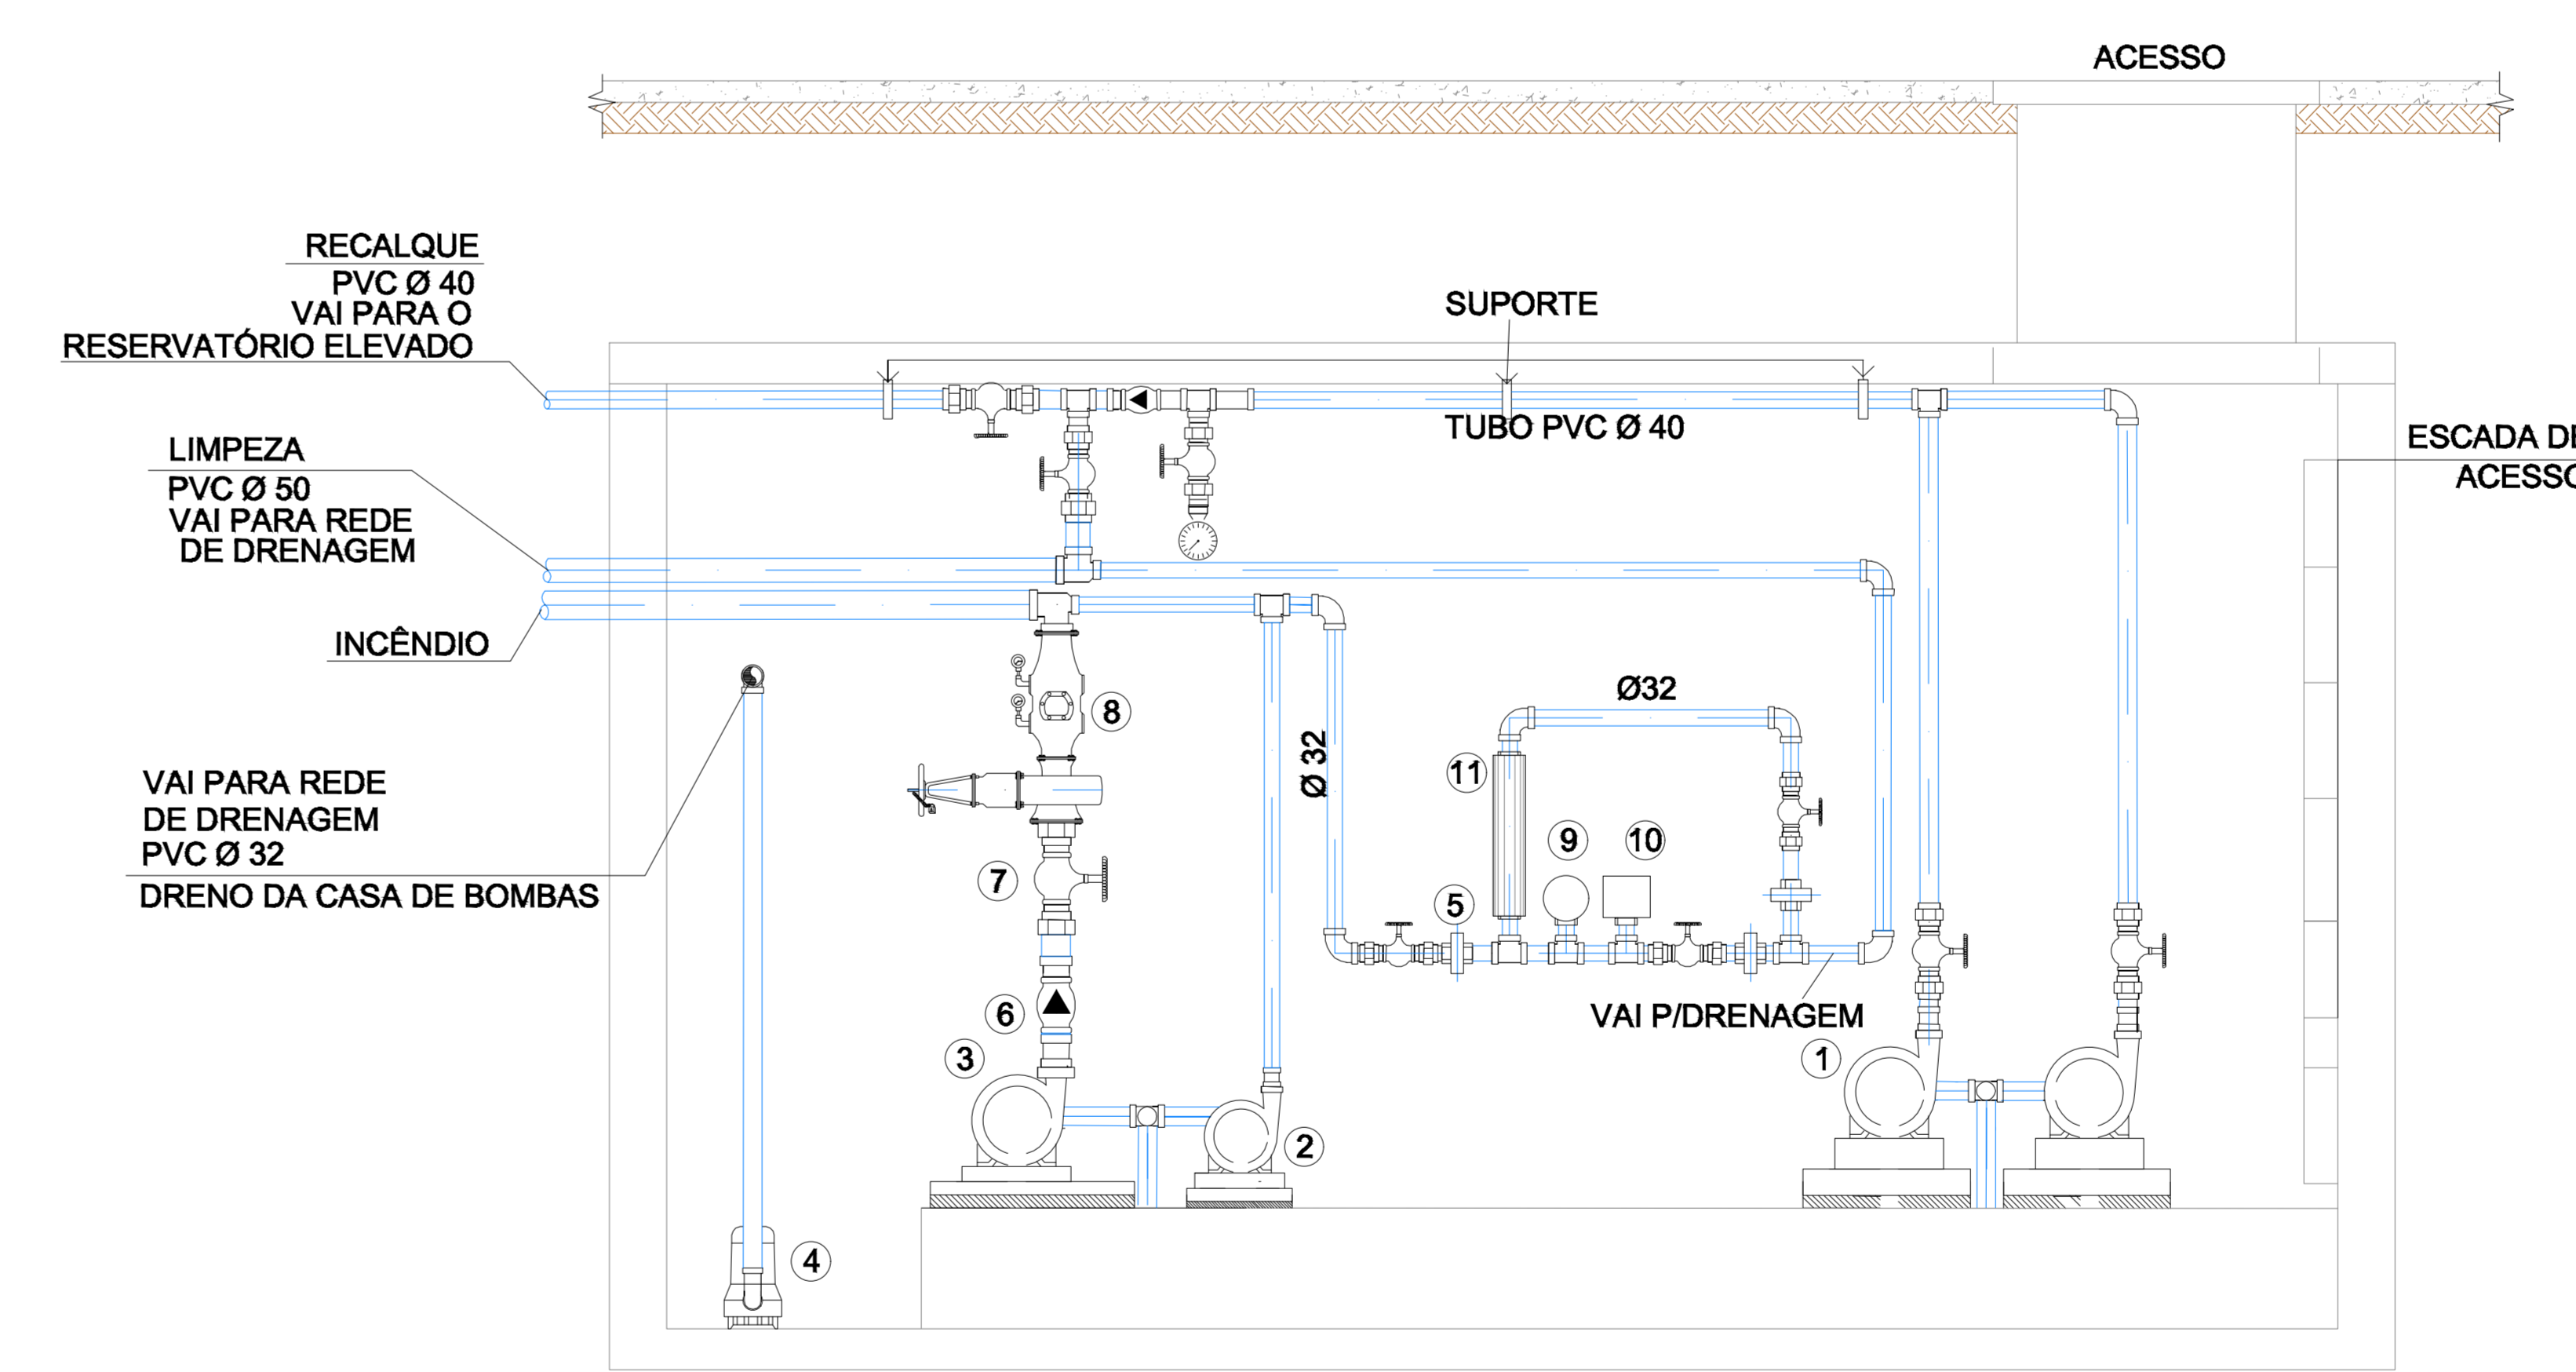 ACESSO
RECALQUE
PVC Ø 40
VAI PARA O
RESERVATÓRIO ELEVADO
SUPORTE
TUBO PVC Ø 40
ESCADA DE
ACESSO
LIMPEZA
PVC Ø 50
VAI PARA REDE
DE DRENAGEM
INCÊNDIO
Ø32
Ø 32
8
11
9
10
7
5
VAI PARA REDE
DE DRENAGEM
PVC Ø 32
DRENO DA CASA DE BOMBAS
VAI P/DRENAGEM
6
3
1
2
4